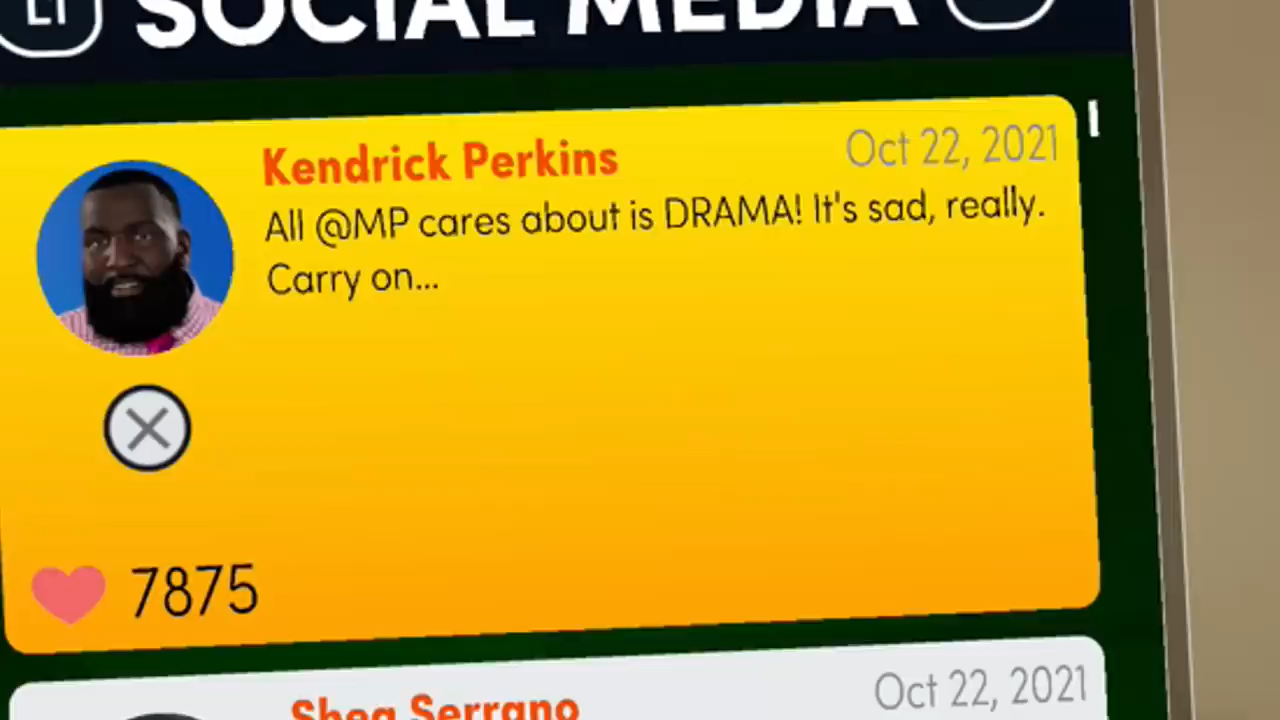 L1
SOCIAL MEDIA
Kendrick Perkins
Oct 22, 2021
All @MP cares about is DRAMA! It's sad, really.
Carry on...
7875
Shea Serrano
Oct 22, 2021